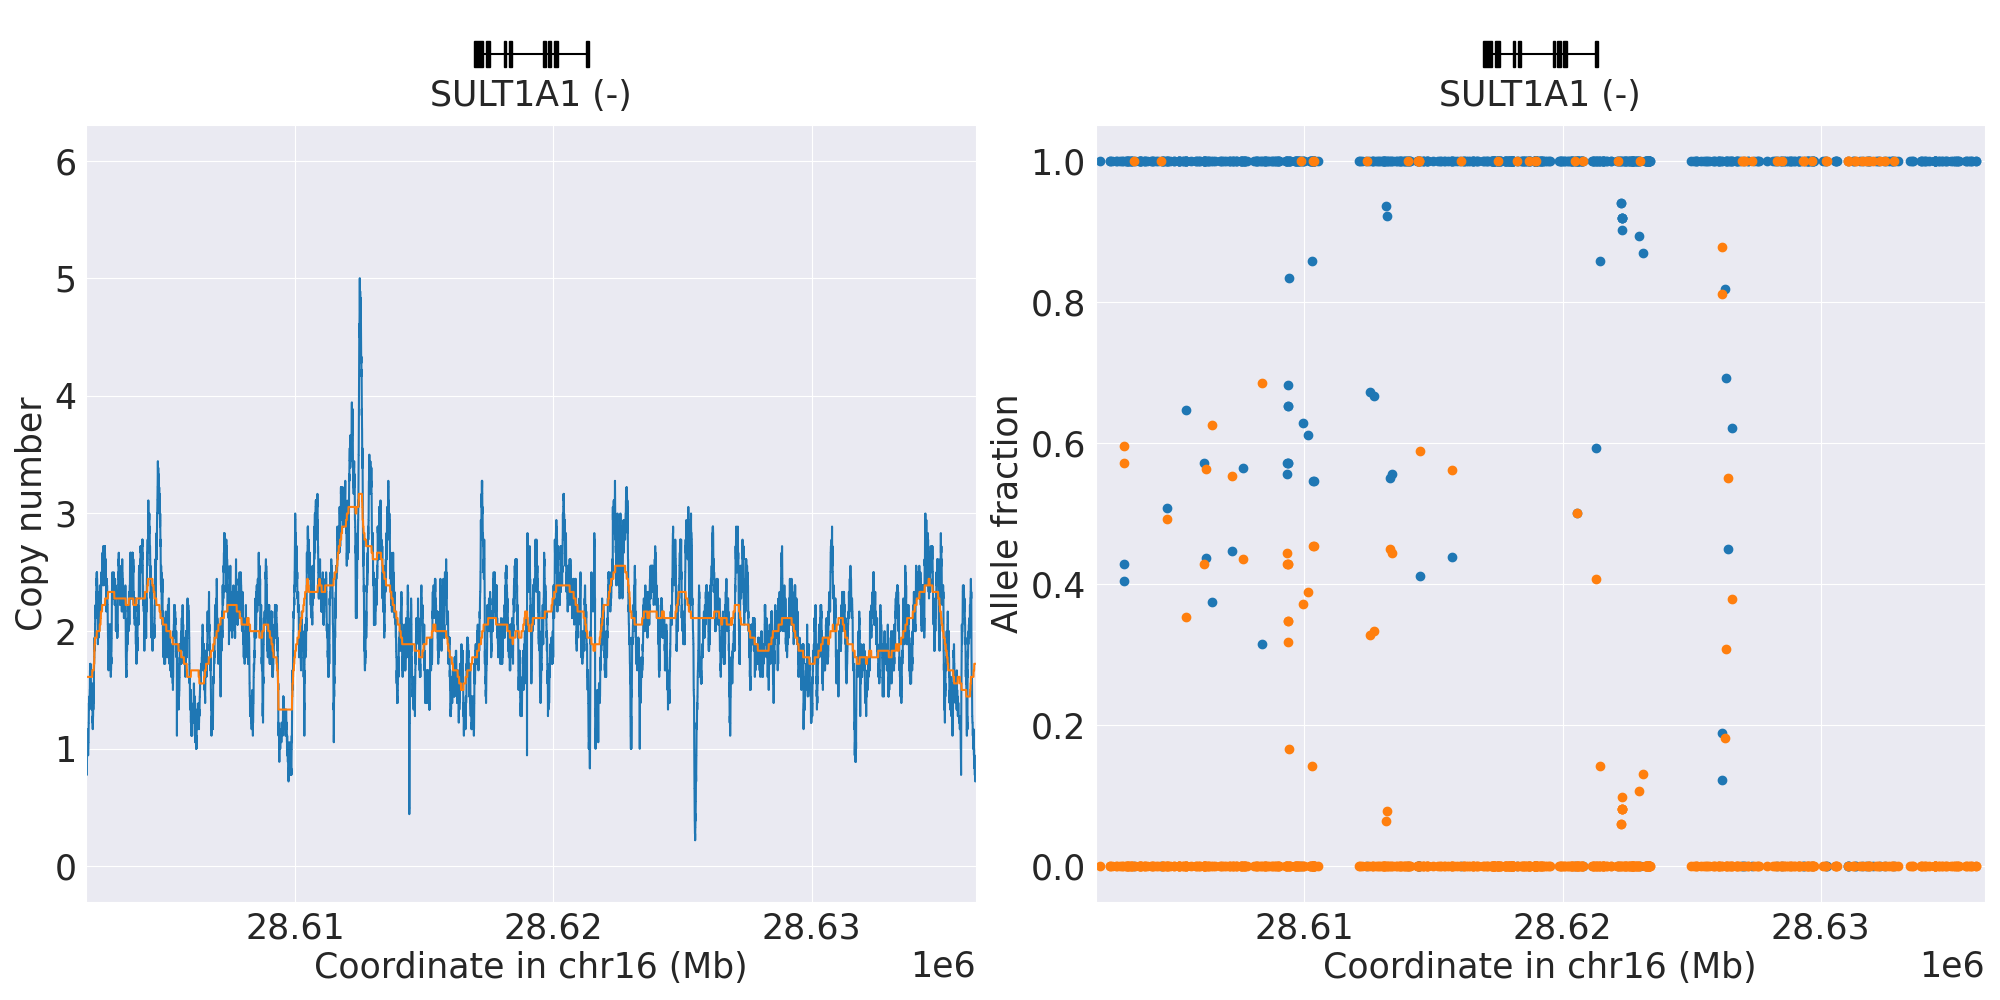 SULT1A1 (-)
6
5
4
3
2
1
0
Copy number
28.61
28.62
28.63
Coordinate in chr16 (Mb)
1e6
SULT1A1 (-)
1.0
0.8
0.6
0.4
0.2
0.0
Allele fraction
28.61
28.62
28.63
Coordinate in chr16 (Mb)
1e6